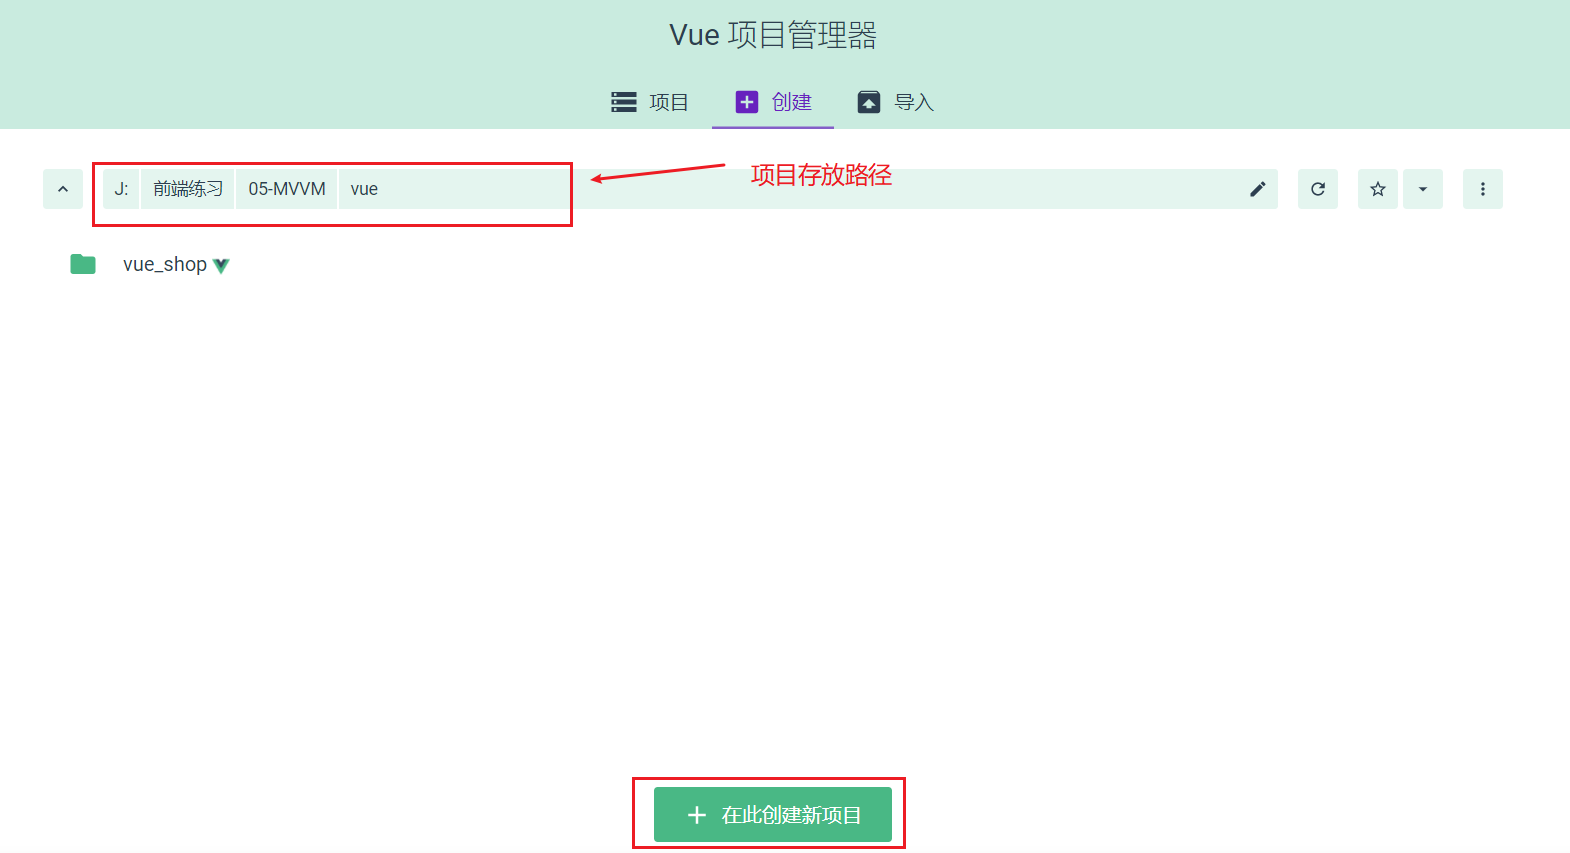 Vue 项目管理器
项目 创建 导入
项目存放路径
J: 前端练习 05-MVVM vue
vue_shop
在此创建新项目